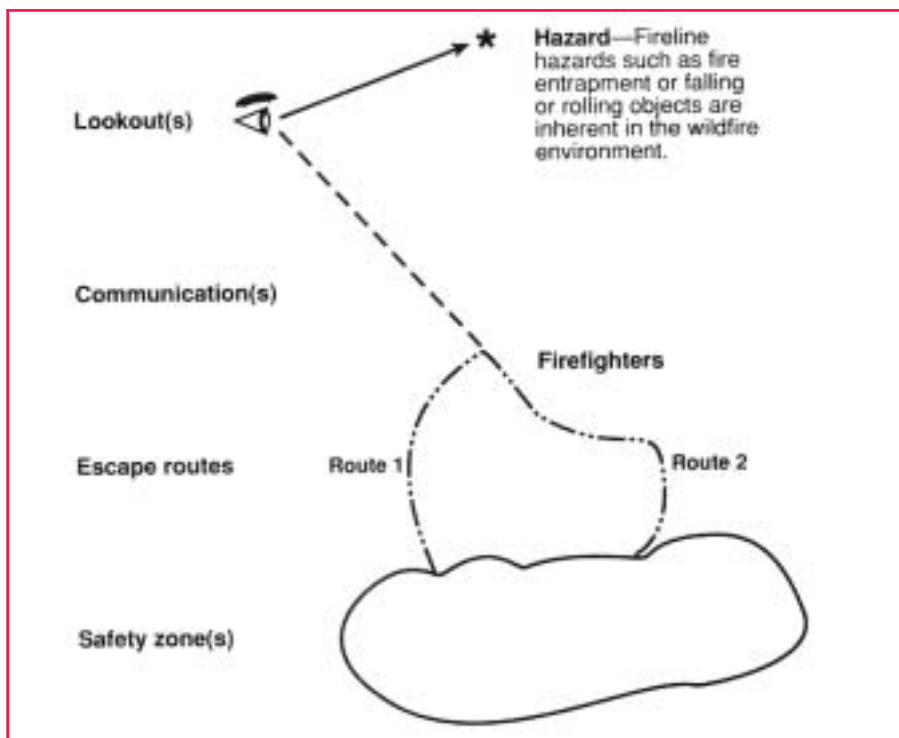 Hazard—Fireline
hazards such as fire
entrapment or falling
or rolling objects are
inherent in the wildfire
environment.
Lookout(s)
Communication(s)
Firefighters
Escape routes
Route 1
Route 2
Safety zone(s)